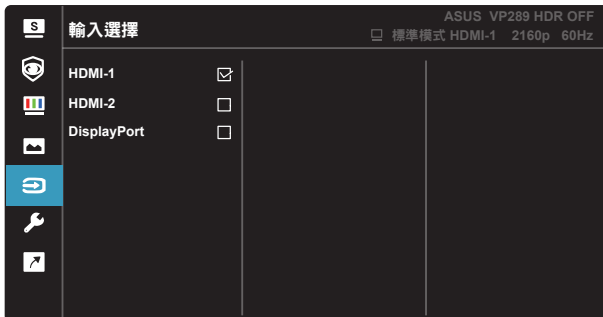 S
輸入選擇
ASUS VP289 HDR OFF
標準模式 HDMI-1 2160p 60Hz
HDMI-1
HDMI-2
DisplayPort